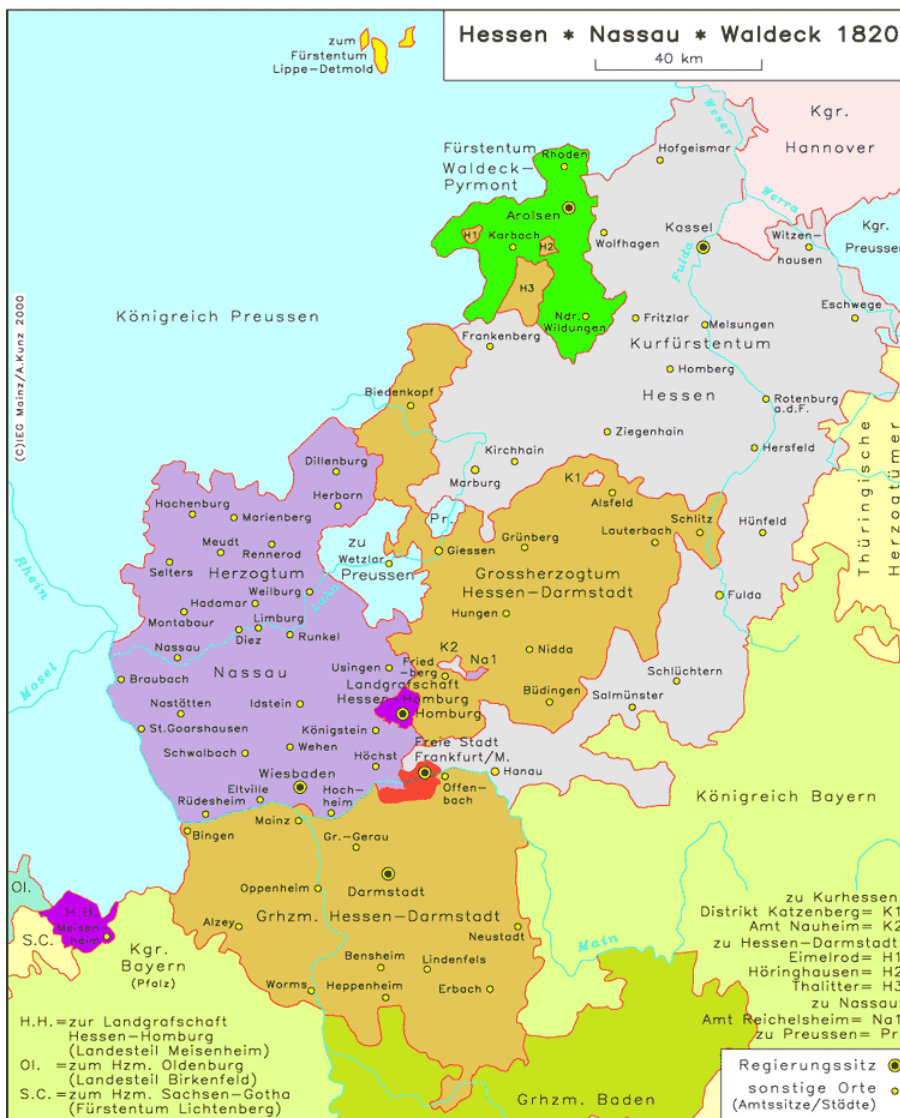 Hessen * Nassau * Waldeck 1820
40 km
zum
Fürstentum
Lippe-Detmold
Weser
Kgr.
Hannover
Fürstentum
Waldeck-
Pyrmont
Rhoden
Hofgeismar
Werra
Arolsen
H1
Karbach
H2
Wolfhagen
Kassel
Witzen-
hausen
Kgr.
Preussen
Fulda
H3
Eschwege
Königreich Preussen
Ndr.
Wildungen
Fritzlar
Melsungen
Frankenberg
Kurfürstentum
Hessen
Homberg
Biedenkopf
Rotenburg
a.d.F.
(C)IEG Mainz/A.Kunz 2000
Ziegenhain
Kirchhain
Hersfeld
Marburg
Dillenburg
K1
Alsfeld
Thüringische
Herzogtümer
Hachenburg
Herborn
Marienberg
Pr.
Schlitz
Lauterbach
Hünfeld
Meudt
Rennerod
zu
Wetzlar
Preussen
Giessen
Grünberg
Selters
Herzogtum
Grossherzogtum
Hessen-Darmstadt
Rhein
Weilburg
Lahn
Hadamar
Fulda
Montabaur
Limburg
Hungen
Diez
Runkel
Nassau
Nassau
K2
Na1
Nidda
Mosel
Braubach
Usingen
Fried-
berg
Schlüchtern
Landgrafschaft
Hessen-Homburg
Homburg
Büdingen
Salmünster
Nastätten
Idstein
St.Goarshausen
Königstein
Schwalbach
Wehen
Höchst
Freie Stadt
Frankfurt/M.
Hanau
Wiesbaden
Offen-
bach
Eltville
Hoch-
heim
Königreich Bayern
Rüdesheim
Mainz
Bingen
Gr.-Gerau
Darmstadt
Oppenheim
Ol.
M.H.
Meisen-
heim
S.C.
Alzey
Grhzm. Hessen-Darmstadt
Neustadt
Main
Kgr.
Bayern
(Pfalz)
Bensheim
Lindenfels
Worms
Heppenheim
Erbach
zu Kurhessen:
Distrikt Katzenberg= K1
Amt Nauheim= K2
zu Hessen-Darmstadt:
Eimelrod= H1
Höringhausen= H2
Thalitter= H3
zu Nassau:
Amt Reichelsheim= Na1
zu Preussen= Pr.
H.H.=zur Landgrafschaft
Hessen-Homburg
(Landesteil Meisenheim)
Ol. =zum Hzm. Oldenburg
(Landesteil Birkenfeld)
S.C.=zum Hzm. Sachsen-Gotha
(Fürstentum Lichtenberg)
Grhzm. Baden
Regierungssitz
sonstige Orte
(Amtssitze/Städte)